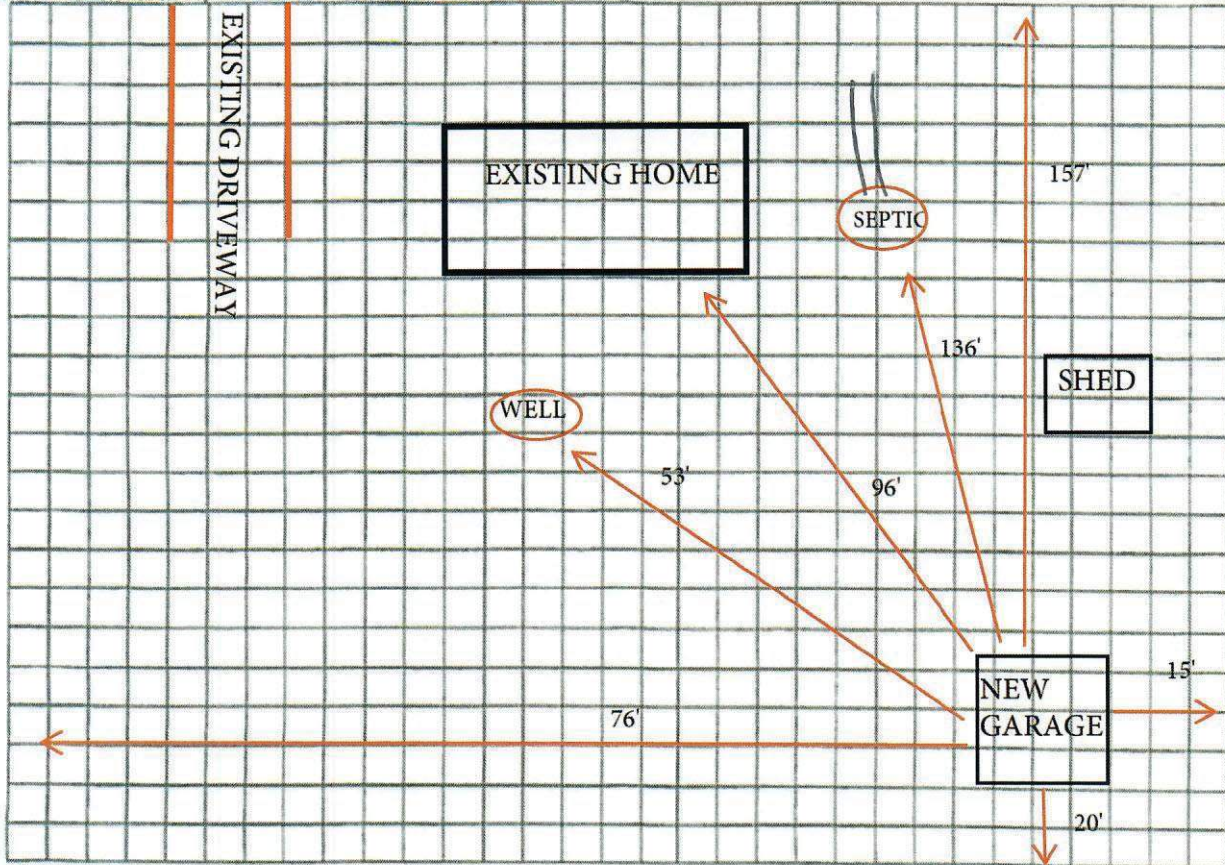 EXISTING DRIVEWAY
EXISTING HOME
SEPTIC
157'
136'
SHED
WELL
53'
96'
NEW
GARAGE
15'
76'
20'